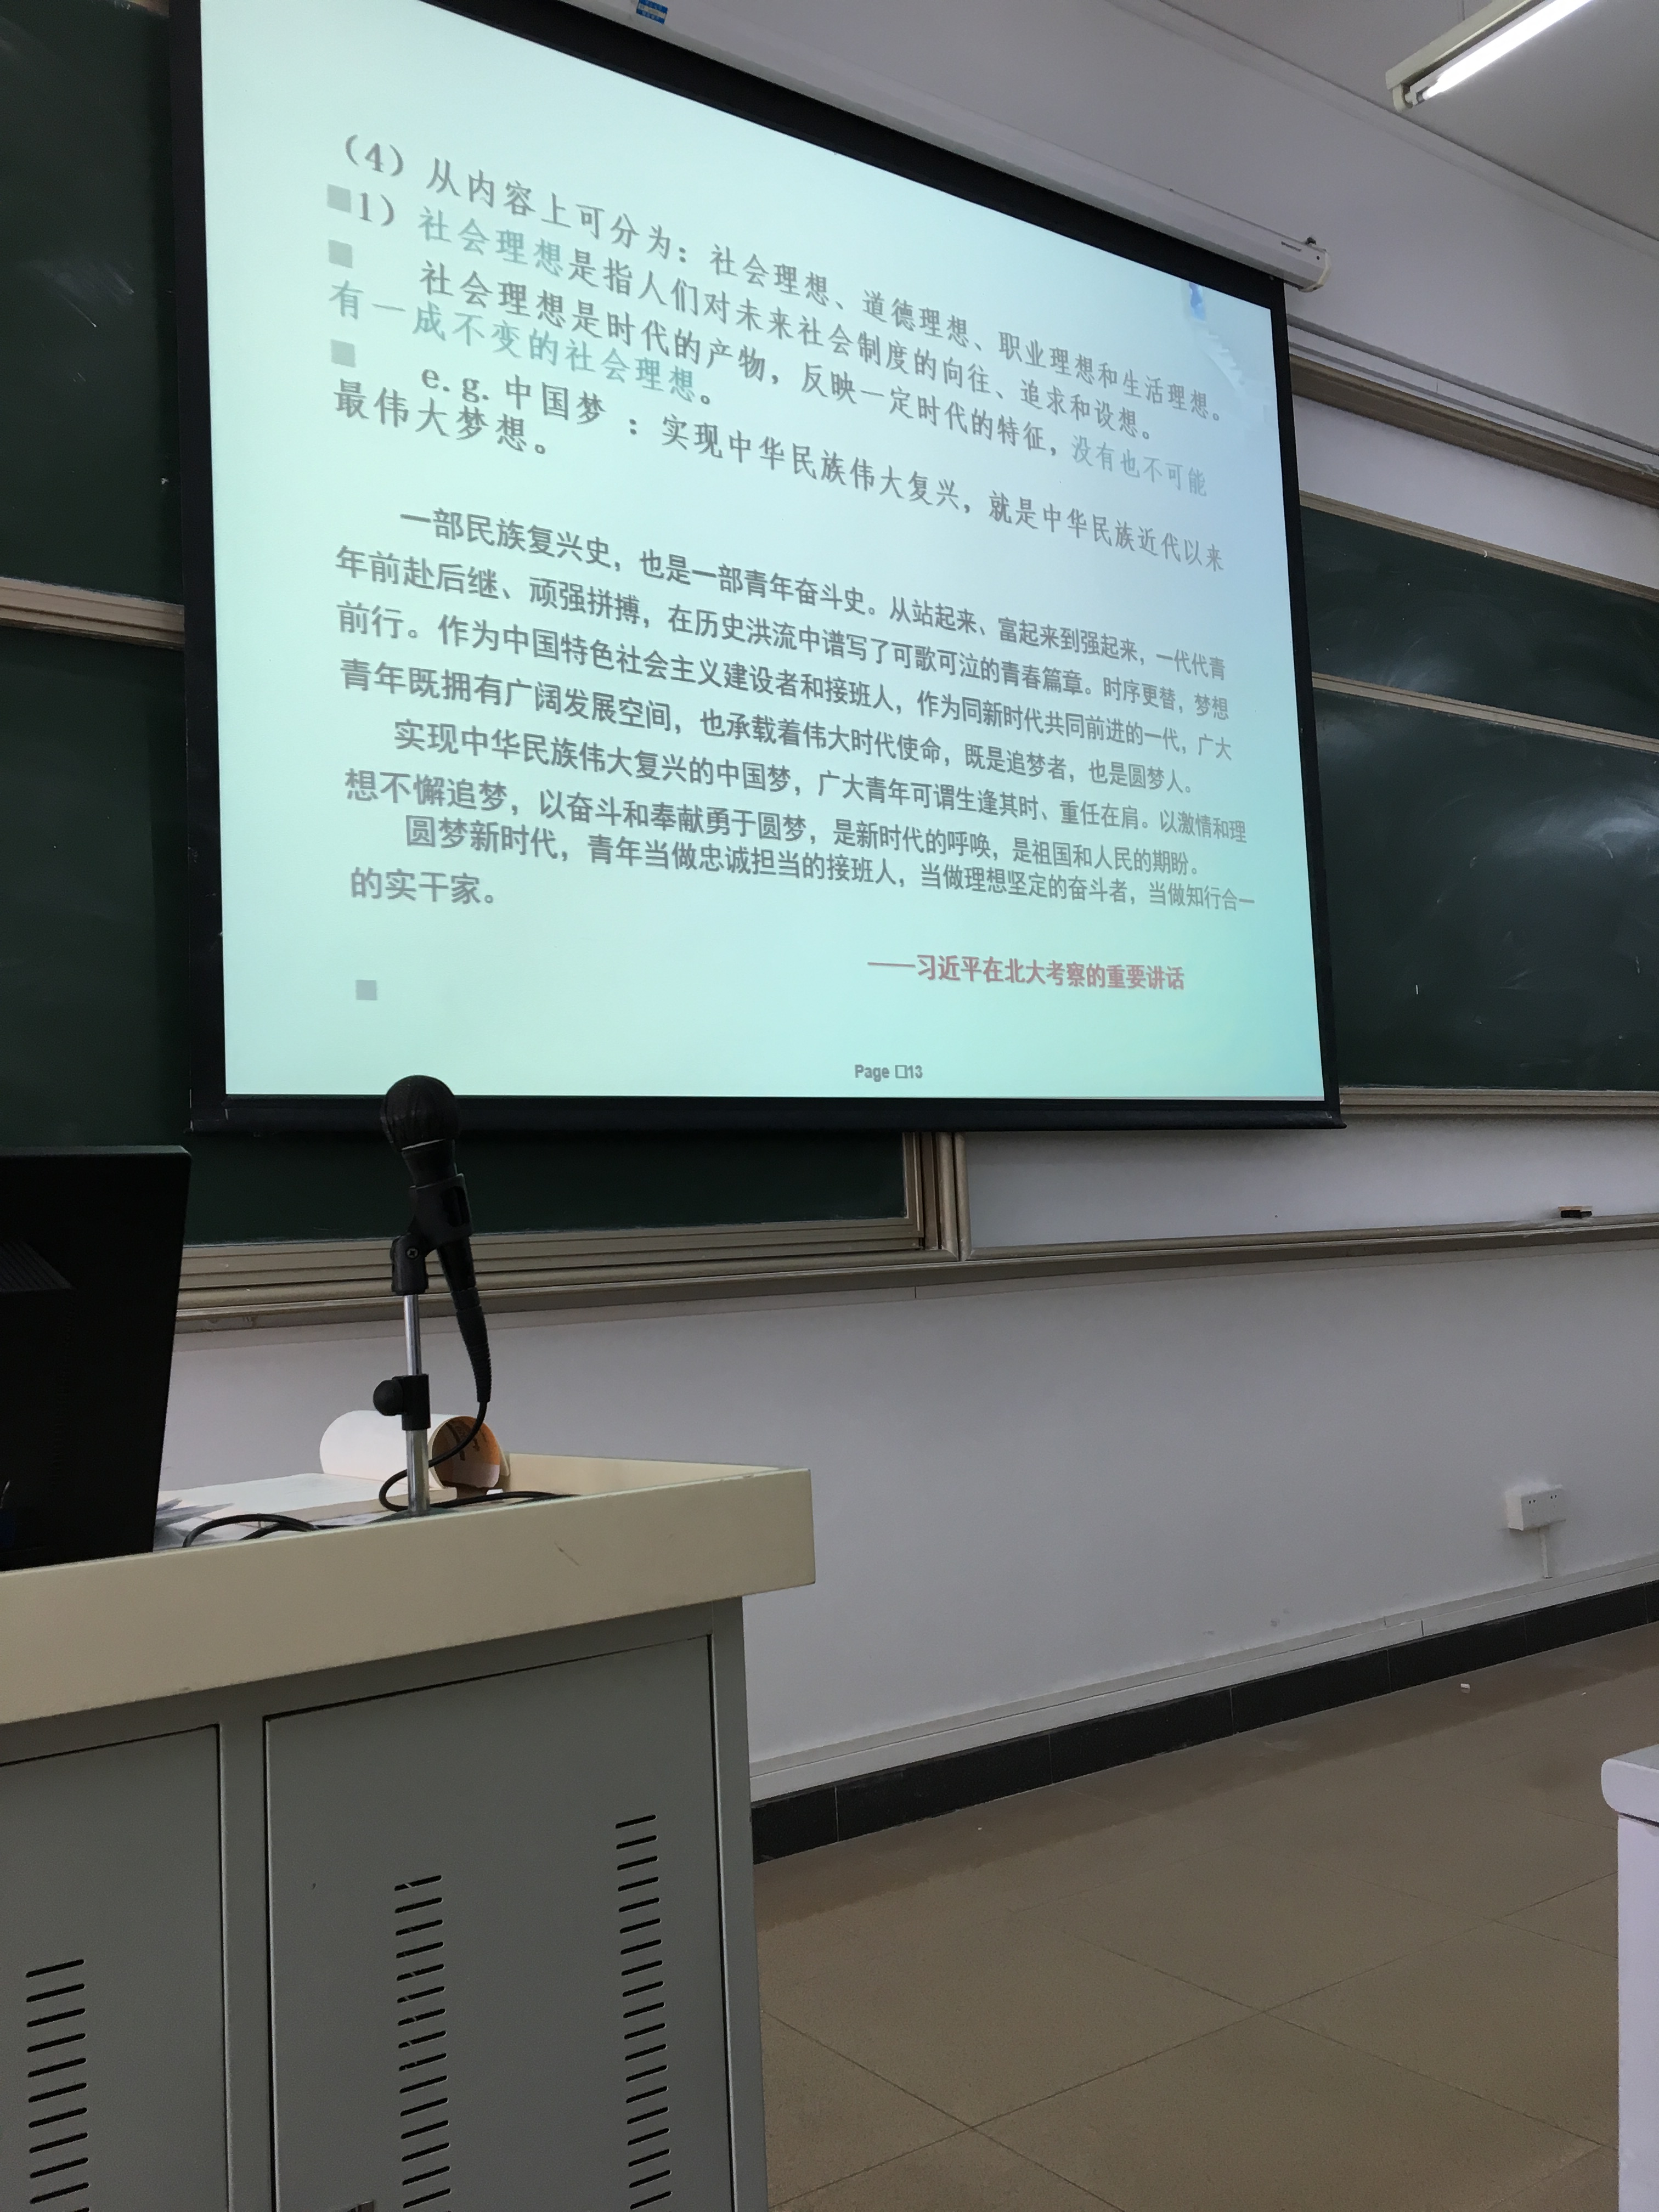 （4）从内容上可分为：社会理想、道德理想、职业理想和生活理想。
1）社会理想是指人们对未来社会制度的向往、追求和设想。
社会理想是时代的产物，反映一定时代的特征，没有也不可能
有一成不变的社会理想。
e.g.中国梦 ：实现中华民族伟大复兴，就是中华民族近代以来
最伟大梦想。
一部民族复兴史，也是一部青年奋斗史。从站起来、富起来到强起来，一代代青
年前赴后继、顽强拼搏，在历史洪流中谱写了可歌可泣的青春篇章。时序更替，梦想
前行。作为中国特色社会主义建设者和接班人，作为同新时代共同前进的一代，广大
青年既拥有广阔发展空间，也承载着伟大时代使命，既是追梦者，也是圆梦人。
实现中华民族伟大复兴的中国梦，广大青年可谓生逢其时、重任在肩。以激情和理
想不懈追梦，以奋斗和奉献勇于圆梦，是新时代的呼唤，是祖国和人民的期盼。
圆梦新时代，青年当做忠诚担当的接班人，当做理想坚定的奋斗者，当做知行合一
的实干家。
——习近平在北大考察的重要讲话
Page □13